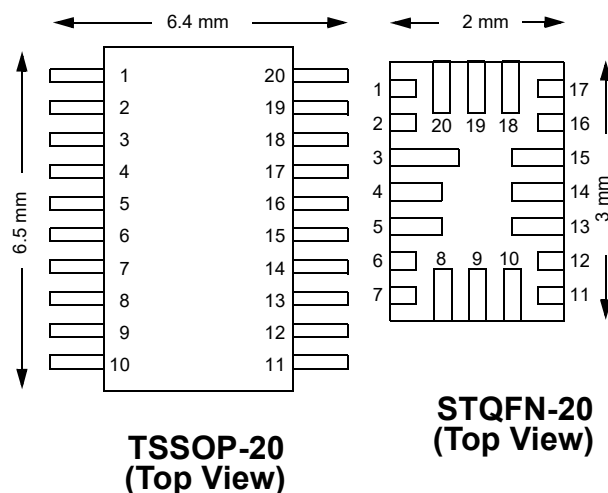 6.4 mm
6.5 mm
1 20
2 19
3 18
4 17
5 16
6 15
7 14
8 13
9 12
10 11
TSSOP-20
(Top View)
2 mm
3 mm
1 17
2 20 19 18 16
3 15
4 14
5 13
6 8 9 10 12
7 11
STQFN-20
(Top View)